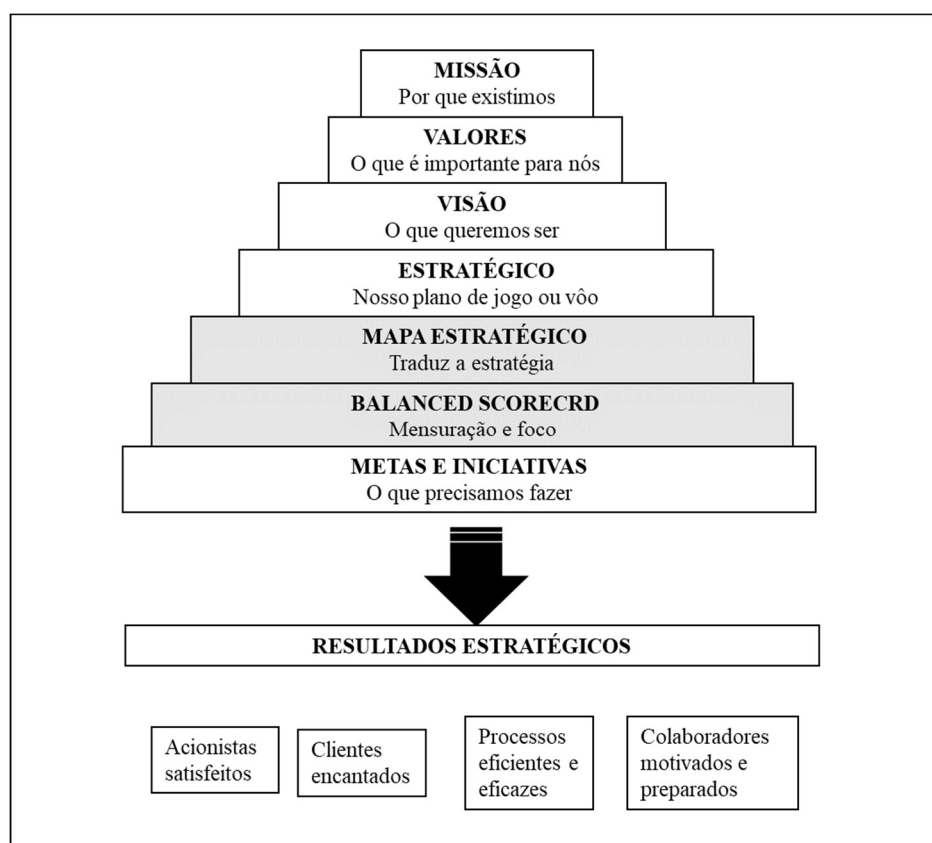 MISSÃO
Por que existimos
VALORES
O que é importante para nós
VISÃO
O que queremos ser
ESTRATÉGICO
Nosso plano de jogo ou vôo
MAPA ESTRATÉGICO
Traduz a estratégia
BALANCED SCORECRD
Mensuração e foco
METAS E INICIATIVAS
O que precisamos fazer
RESULTADOS ESTRATÉGICOS
Acionistas
satisfeitos
Clientes
encantados
Processos
eficientes e
eficazes
Colaboradores
motivados e
preparados